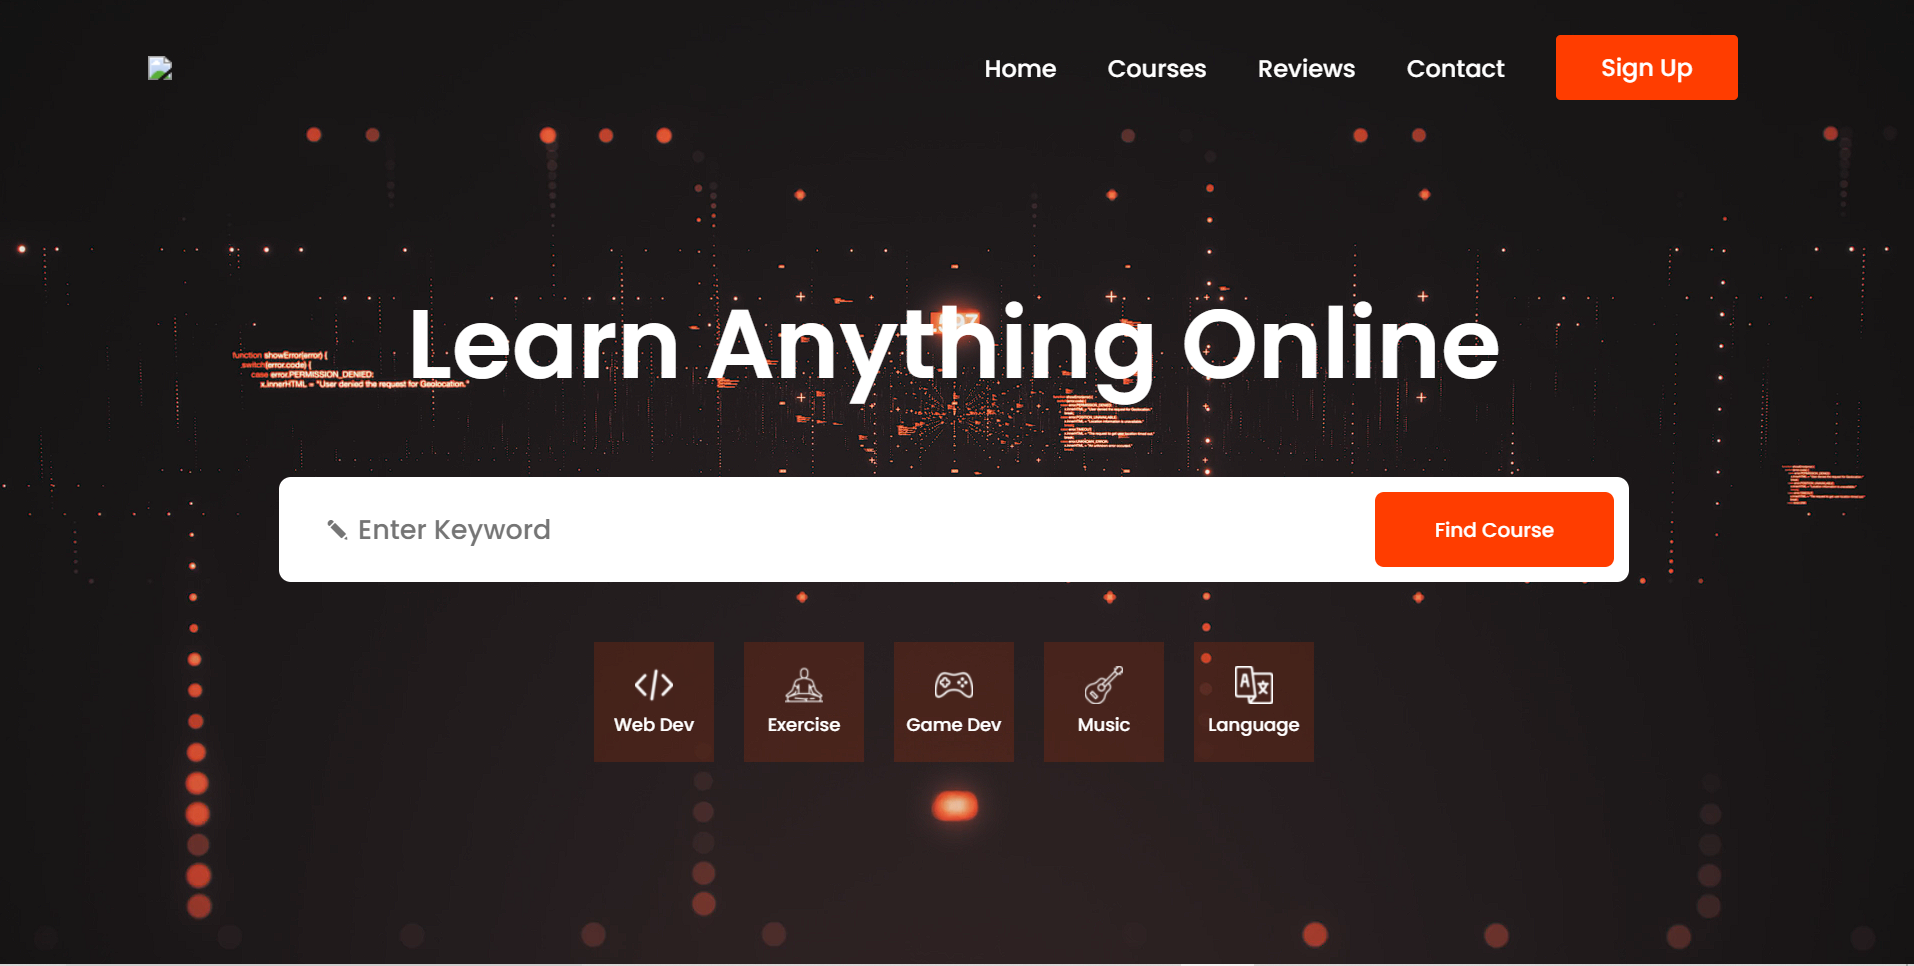 Home Courses Reviews Contact Sign Up
Learn Anything Online
function showError(error) {
switch(error.code) {
case error.PERMISSION_DENIED:
x.innerHTML = "User denied the request for Geolocation."
Enter Keyword
Find Course
Web Dev Exercise Game Dev Music Language